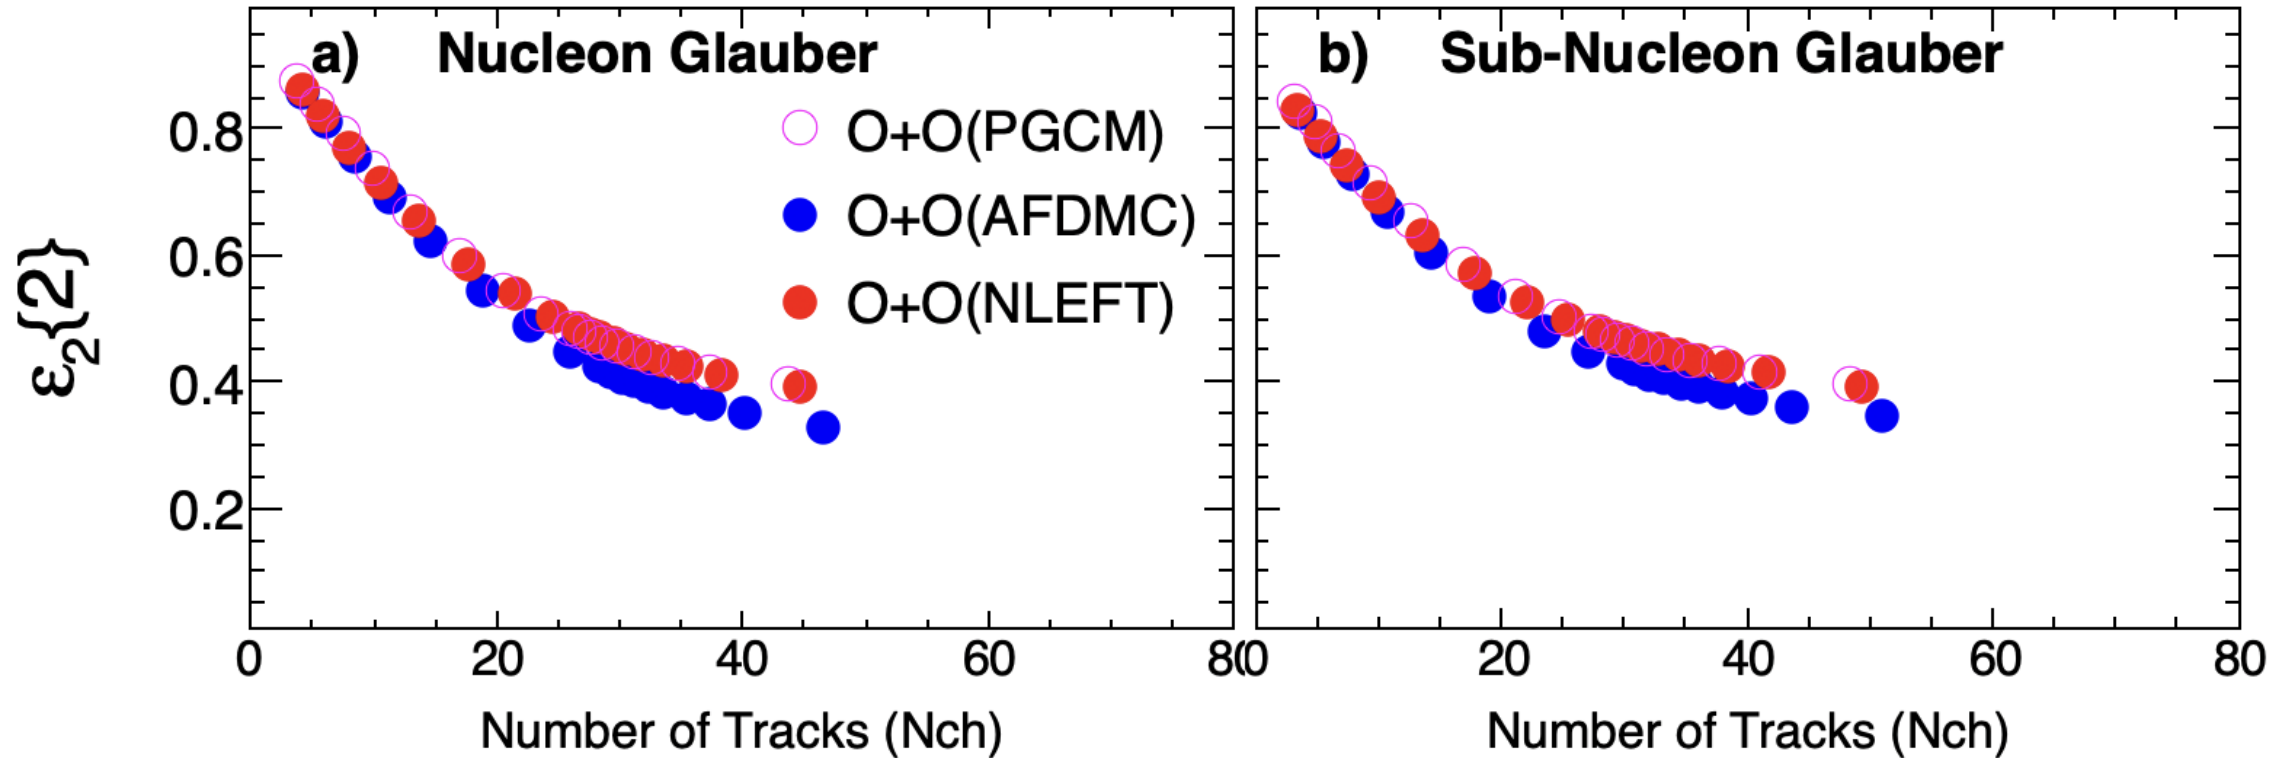 a) Nucleon Glauber
O+O(PGCM)
O+O(AFDMC)
O+O(NLEFT)
ε2{2}
0.8
0.6
0.4
0.2
0 20 40 60 80
Number of Tracks (Nch)
b) Sub-Nucleon Glauber
0 20 40 60 80
Number of Tracks (Nch)